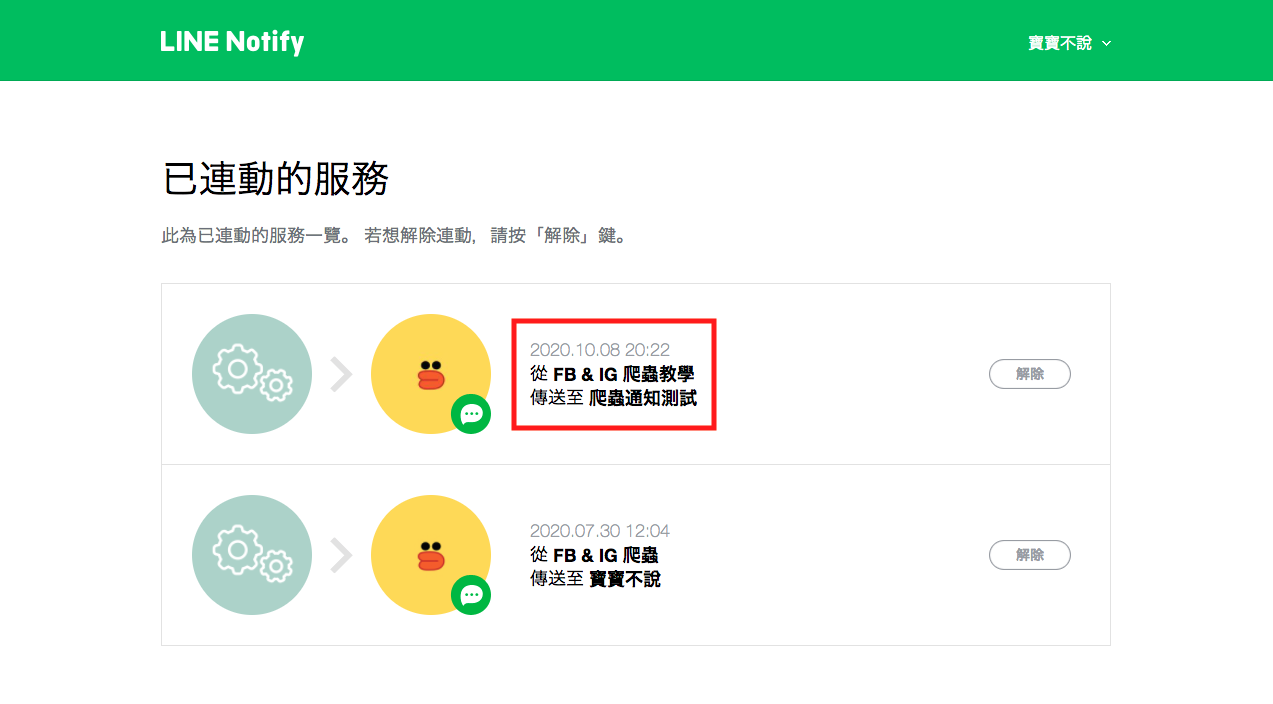 LINE Notify
寶寶不說
已連動的服務
此為已連動的服務一覽。 若想解除連動，請按「解除」鍵。
2020.10.08 20:22
從 FB & IG 爬蟲教學
傳送至 爬蟲通知測試
解除
2020.07.30 12:04
從 FB & IG 爬蟲
傳送至 寶寶不說
解除